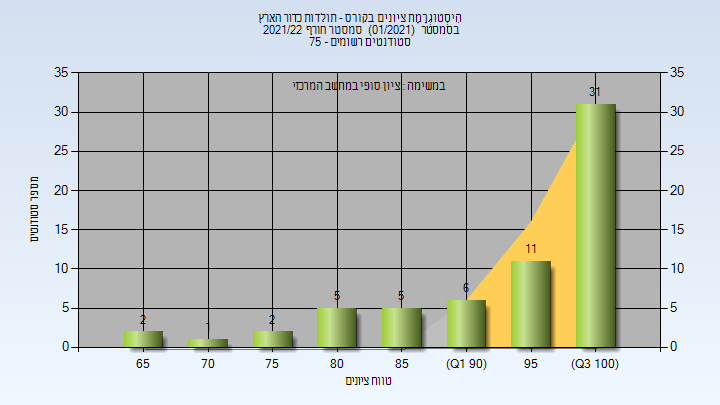 היסטוגרמת ציונים בקורס - תולדות כדור הארץ
בסמסטר (01/2021) סמסטר חורף 2021/22
סטודנטים רשומים - 75
במשימה : ציון סופי במחשב המרכזי
מספר סטודנטים
35 35
30 30
25 25
20 20
15 15
10 10
5 5
0 0
2 1 2 5 5 6 11 31
65 70 75 80 85 (Q1 90) 95 (Q3 100)
טווח ציונים